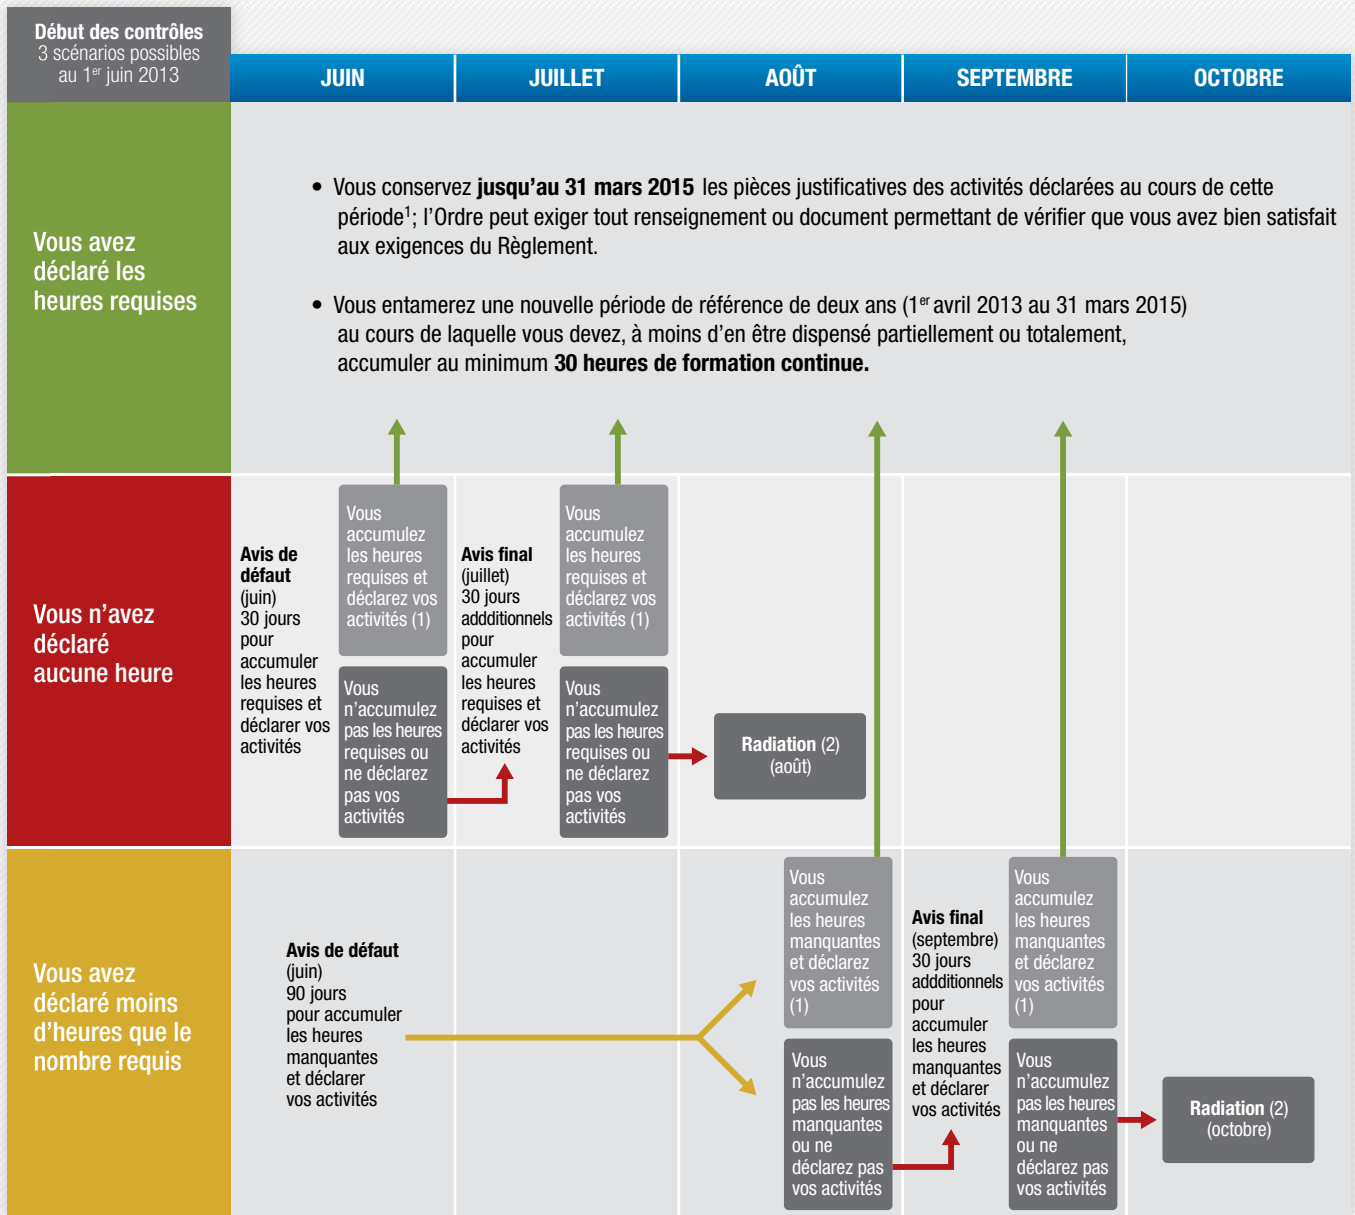 Début des contrôles
3 scénarios possibles
au 1er juin 2013
JUIN
JUILLET
AOÛT
SEPTEMBRE
OCTOBRE
Vous avez
déclaré les
heures requises
• Vous conservez jusqu'au 31 mars 2015 les pièces justificatives des activités déclarées au cours de cette
période1; l'Ordre peut exiger tout renseignement ou document permettant de vérifier que vous avez bien satisfait
aux exigences du Règlement.
• Vous entamerez une nouvelle période de référence de deux ans (1er avril 2013 au 31 mars 2015)
au cours de laquelle vous devez, à moins d'en être dispensé partiellement ou totalement,
accumuler au minimum 30 heures de formation continue.
Vous n'avez
déclaré
aucune heure
Avis de
défaut
(juin)
30 jours
pour
accumuler
les heures
requises et
déclarer vos
activités
Vous
accumulez
les heures
requises et
déclarez vos
activités (1)
Vous
n'accumulez
pas les heures
requises ou
ne déclarez
pas vos
activités
Avis final
(juillet)
30 jours
addditionnels
pour
accumuler
les heures
requises et
déclarer vos
activités
Vous
accumulez
les heures
requises et
déclarez vos
activités (1)
Vous
n'accumulez
pas les heures
requises ou
ne déclarez
pas vos
activités
Radiation (2)
(août)
Vous avez
déclaré moins
d'heures que le
nombre requis
Avis de défaut
(juin)
90 jours
pour accumuler
les heures
manquantes
et déclarer
vos activités
Vous
accumulez
les heures
manquantes
et déclarez
vos activités
(1)
Vous
n'accumulez
pas les heures
manquantes
ou ne
déclarez pas
vos activités
Avis final
(septembre)
30 jours
addditionnels
pour
accumuler
les heures
manquantes
et déclarer
vos activités
Vous
accumulez
les heures
manquantes
et déclarez
vos activités
(1)
Vous
n'accumulez
pas les heures
manquantes
ou ne
déclarez pas
vos activités
Radiation (2)
(octobre)